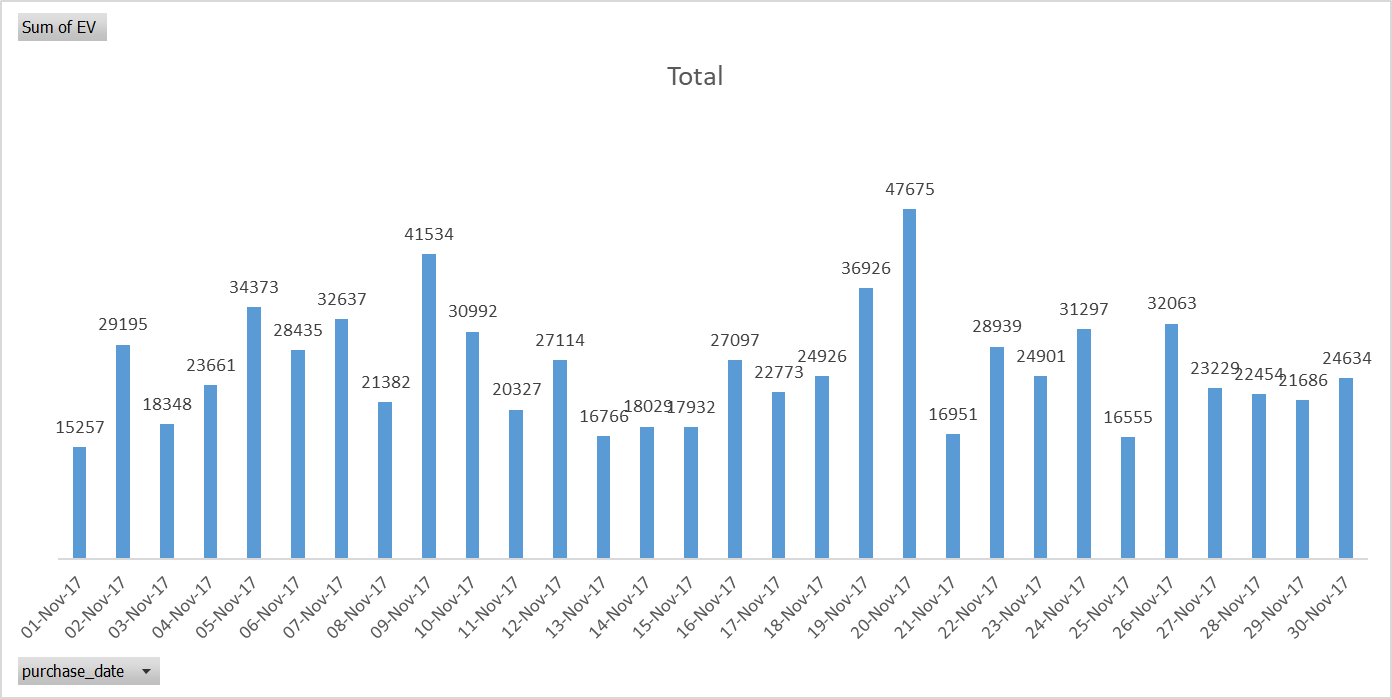 Sum of EV
Total
15257
29195
18348
23661
34373
28435
32637
21382
41534
30992
20327
27114
16766
18029
17932
27097
22773
24926
36926
47675
16951
28939
24901
31297
16555
32063
23229
22454
21686
24634
01-Nov-17
02-Nov-17
03-Nov-17
04-Nov-17
05-Nov-17
06-Nov-17
07-Nov-17
08-Nov-17
09-Nov-17
10-Nov-17
11-Nov-17
12-Nov-17
13-Nov-17
14-Nov-17
15-Nov-17
16-Nov-17
17-Nov-17
18-Nov-17
19-Nov-17
20-Nov-17
21-Nov-17
22-Nov-17
23-Nov-17
24-Nov-17
25-Nov-17
26-Nov-17
27-Nov-17
28-Nov-17
29-Nov-17
30-Nov-17
purchase_date